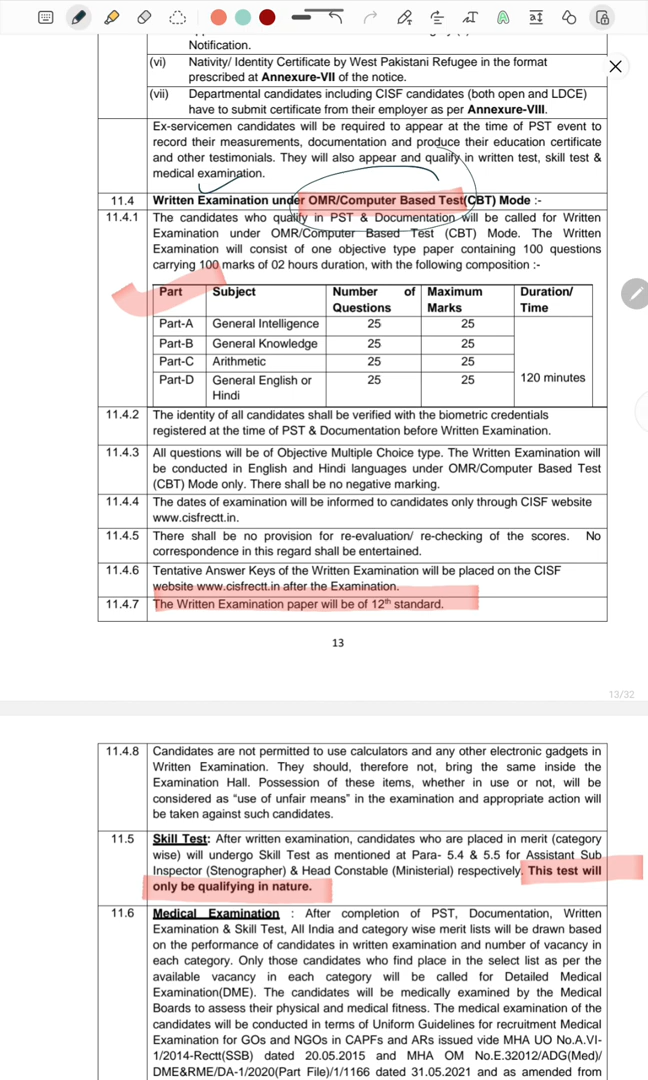 Notification.
(vi) Nativity/ Identity Certificate by West Pakistani Refugee in the format
prescribed at Annexure-VII of the notice.
(vii) Departmental candidates including CISF candidates (both open and LDCE)
have to submit certificate from their employer as per Annexure-VIII.
Ex-servicemen candidates will be required to appear at the time of PST event to
record their measurements, documentation and produce their education certificate
and other testimonials. They will also appear and qualify in written test, skill test &
medical examination.
11.4 Written Examination under OMR/Computer Based Test(CBT) Mode :-
11.4.1 The candidates who qualify in PST & Documentation will be called for Written
Examination under OMR/Computer Based Test (CBT) Mode. The Written
Examination will consist of one objective type paper containing 100 questions
carrying 100 marks of 02 hours duration, with the following composition :-
Part Subject Number of Questions Maximum Marks Duration/ Time
Part-A General Intelligence 25 25
Part-B General Knowledge 25 25
Part-C Arithmetic 25 25
Part-D General English or Hindi 25 25 120 minutes
11.4.2 The identity of all candidates shall be verified with the biometric credentials
registered at the time of PST & Documentation before Written Examination.
11.4.3 All questions will be of Objective Multiple Choice type. The Written Examination will
be conducted in English and Hindi languages under OMR/Computer Based Test
(CBT) Mode only. There shall be no negative marking.
11.4.4 The dates of examination will be informed to candidates only through CISF website
www.cisfrectt.in.
11.4.5 There shall be no provision for re-evaluation/ re-checking of the scores. No
correspondence in this regard shall be entertained.
11.4.6 Tentative Answer Keys of the Written Examination will be placed on the CISF
website www.cisfrectt.in after the Examination.
11.4.7 The Written Examination paper will be of 12th standard.
13
13/32
11.4.8 Candidates are not permitted to use calculators and any other electronic gadgets in
Written Examination. They should, therefore not, bring the same inside the
Examination Hall. Possession of these items, whether in use or not, will be
considered as "use of unfair means" in the examination and appropriate action will
be taken against such candidates.
11.5 Skill Test: After written examination, candidates who are placed in merit (category
wise) will undergo Skill Test as mentioned at Para- 5.4 & 5.5 for Assistant Sub
Inspector (Stenographer) & Head Constable (Ministerial) respectively. This test will
only be qualifying in nature.
11.6 Medical Examination : After completion of PST, Documentation, Written
Examination & Skill Test, All India and category wise merit lists will be drawn based
on the performance of candidates in written examination and number of vacancy in
each category. Only those candidates who find place in the select list as per the
available vacancy in each category will be called for Detailed Medical
Examination(DME). The candidates will be medically examined by the Medical
Boards to assess their physical and medical fitness. The medical examination of the
candidates will be conducted in terms of Uniform Guidelines for recruitment Medical
Examination for GOs and NGOs in CAPFs and ARs issued vide MHA UO No.A.VI-
1/2014-Rectt(SSB) dated 20.05.2015 and MHA OM No.E.32012/ADG(Med)/
DME&RME/DA-1/2020(Part File)/1/1166 dated 31.05.2021 and as amended from